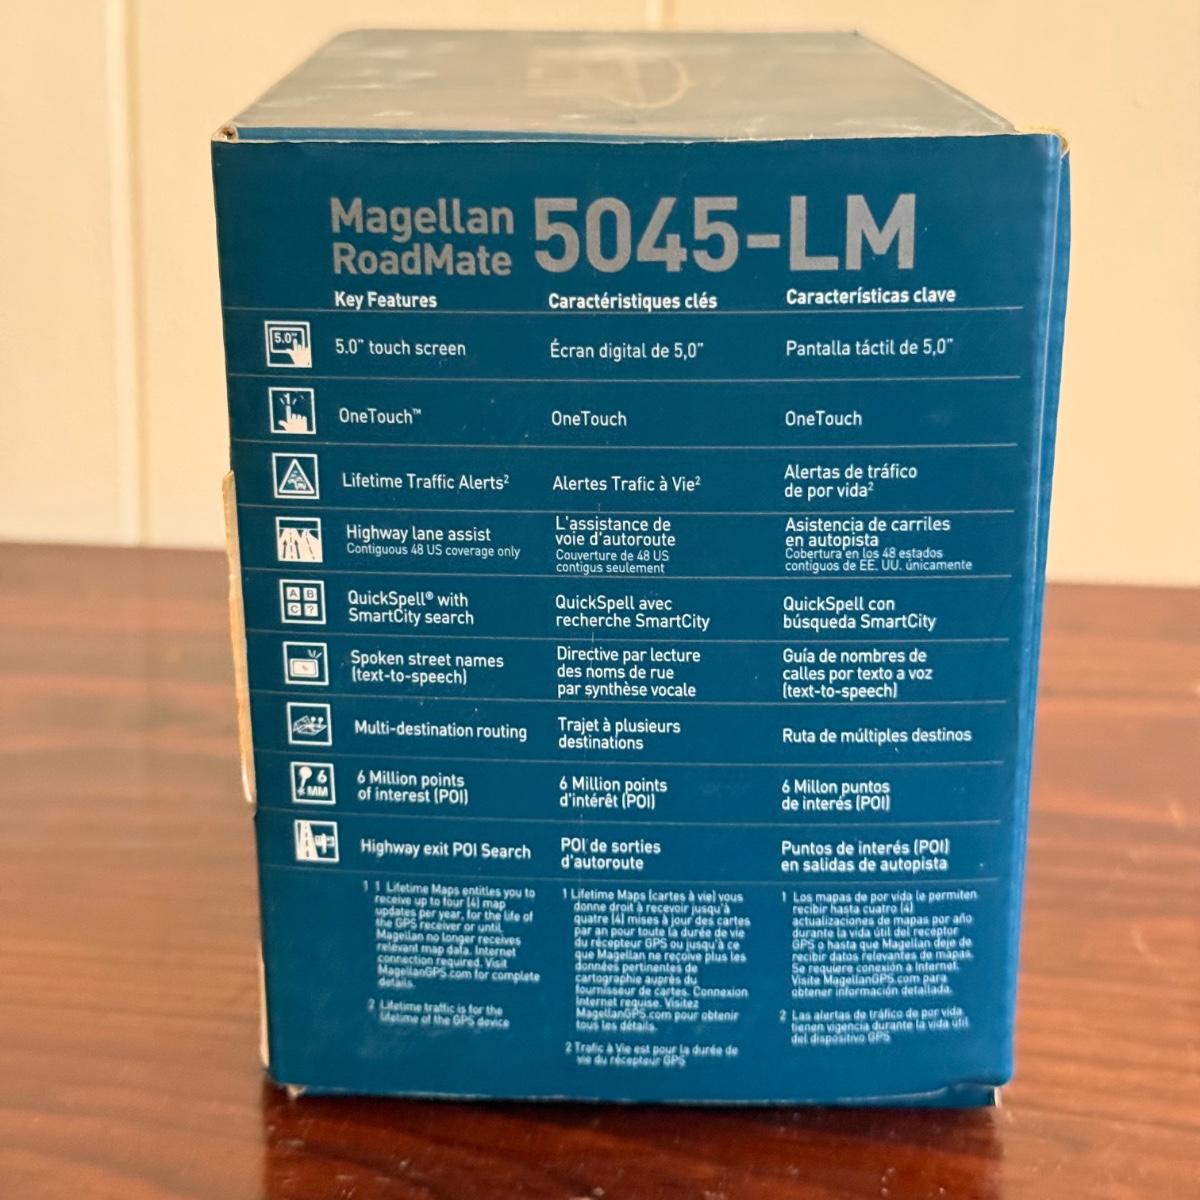 Magellan
RoadMate
5045-LM
Key Features
Caractéristiques clés
Características clave
5.0"
5.0" touch screen
Écran digital de 5,0"
Pantalla táctil de 5,0"
1
OneTouch™
OneTouch
OneTouch
Lifetime Traffic Alerts²
Alertes Trafic à Vie²
Alertas de tráfico
de por vida²
Highway lane assist
Contiguous 48 US coverage only
L'assistance de
voie d'autoroute
Couverture de 48 US
contigus seulement
Asistencia de carriles
en autopista
Cobertura en los 48 estados
contiguos de EE. UU. únicamente
A B
C ?
QuickSpell® with
SmartCity search
QuickSpell avec
recherche SmartCity
QuickSpell con
búsqueda SmartCity
Spoken street names
(text-to-speech)
Directive par lecture
des noms de rue
par synthèse vocale
Guía de nombres de
calles por texto a voz
(text-to-speech)
Multi-destination routing
Trajet à plusieurs
destinations
Ruta de múltiples destinos
6
MM
6 Million points
of interest (POI)
6 Million points
d'intérêt (POI)
6 Millon puntos
de interés (POI)
Highway exit POI Search
POI de sorties
d'autoroute
Puntos de interés (POI)
en salidas de autopista
1 1 Lifetime Maps entitles you to
receive up to four (4) map
updates per year, for the life of
the GPS receiver or until
Magellan no longer receives
relevant map data. Internet
connection required. Visit
MagellanGPS.com for complete
details.
2 Lifetime traffic is for the
lifetime of the GPS device
1 Lifetime Maps (cartes à vie) vous
donne droit à recevoir jusqu'à
quatre (4) mises à jour des cartes
par an pour toute la durée de vie
du récepteur GPS ou jusqu'à ce
que Magellan ne reçoive plus les
données pertinentes de
cartographie auprès du
fournisseur de cartes. Connexion
Internet requise. Visitez
MagellanGPS.com pour obtenir
tous les détails.
2 Trafic à Vie est pour la durée de
vie du récepteur GPS
1 Los mapas de por vida le permiten
recibir hasta cuatro (4)
actualizaciones de mapas por año
durante la vida útil del receptor
GPS o hasta que Magellan deje de
recibir datos relevantes de mapas.
Se requiere conexión a Internet.
Visite MagellanGPS.com para
obtener información detallada.
2 Las alertas de tráfico de por vida
tienen vigencia durante la vida útil
del dispositivo GPS